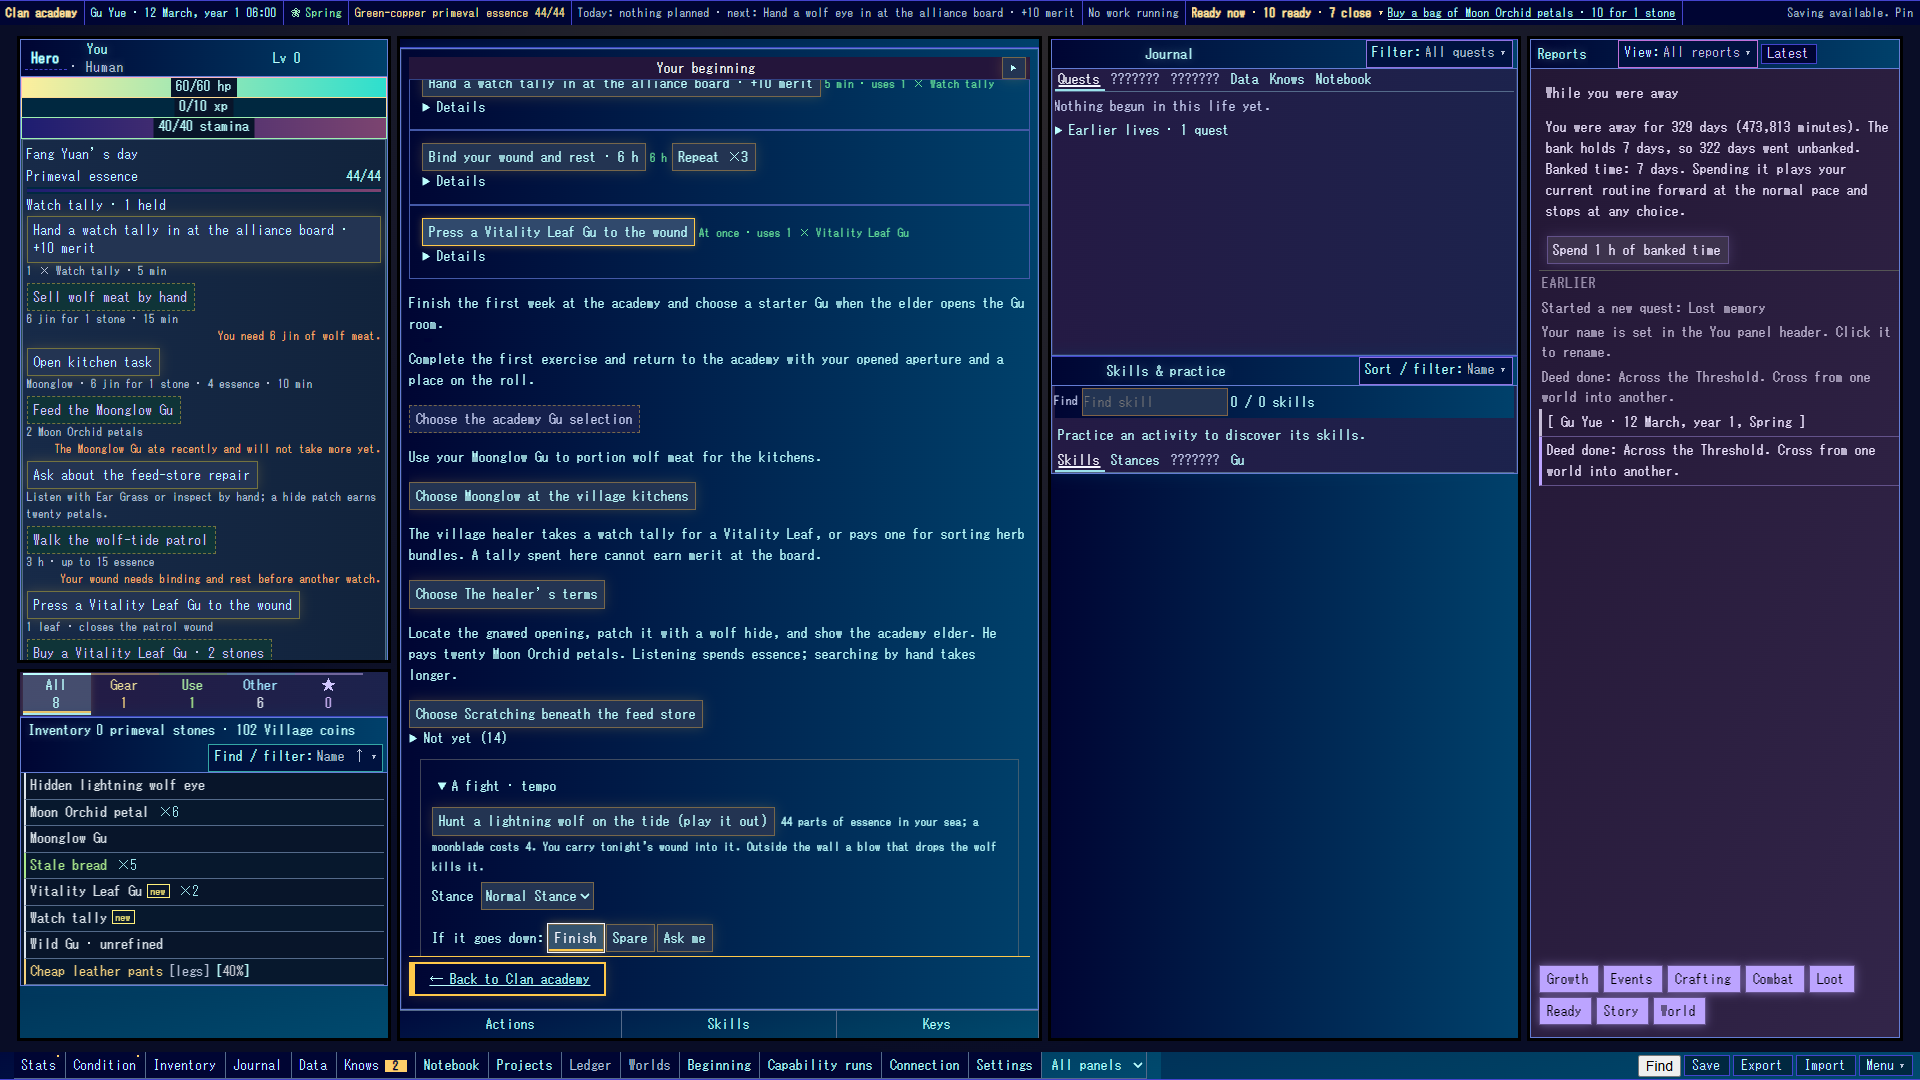 Clan academy
Gu Yue · 12 March, year 1 06:00
❀ Spring
Green-copper primeval essence 44/44
Today: nothing planned · next: Hand a wolf eye in at the alliance board · +10 merit
No work running
Ready now · 10 ready · 7 close ▾
Buy a bag of Moon Orchid petals · 10 for 1 stone
Saving available. Pin
Hero · You
Human
Lv 0
60/60 hp
0/10 xp
40/40 stamina
Fang Yuan's day
Primeval essence 44/44
Watch tally · 1 held
Hand a watch tally in at the alliance board ·
+10 merit
1 × Watch tally · 5 min
Sell wolf meat by hand
6 jin for 1 stone · 15 min
You need 6 jin of wolf meat.
Open kitchen task
Moonglow · 6 jin for 1 stone · 4 essence · 10 min
Feed the Moonglow Gu
2 Moon Orchid petals
The Moonglow Gu ate recently and will not take more yet.
Ask about the feed-store repair
Listen with Ear Grass or inspect by hand; a hide patch earns
twenty petals.
Walk the wolf-tide patrol
3 h · up to 15 essence
Your wound needs binding and rest before another watch.
Press a Vitality Leaf Gu to the wound
1 leaf · closes the patrol wound
Buy a Vitality Leaf Gu · 2 stones
All
8
Gear
1
Use
1
Other
6
★
0
Inventory 0 primeval stones · 102 Village coins
Find / filter: Name ↑ ▾
Hidden lightning wolf eye
Moon Orchid petal ×6
Moonglow Gu
Stale bread ×5
Vitality Leaf Gu new ×2
Watch tally new
Wild Gu · unrefined
Cheap leather pants [legs] [40%]
Your beginning
▸
Hand a watch tally in at the alliance board · +10 merit 5 min · uses 1 × Watch tally
▶ Details
Bind your wound and rest · 6 h 6 h Repeat ×3
▶ Details
Press a Vitality Leaf Gu to the wound At once · uses 1 × Vitality Leaf Gu
▶ Details
Finish the first week at the academy and choose a starter Gu when the elder opens the Gu
room.
Complete the first exercise and return to the academy with your opened aperture and a
place on the roll.
Choose the academy Gu selection
Use your Moonglow Gu to portion wolf meat for the kitchens.
Choose Moonglow at the village kitchens
The village healer takes a watch tally for a Vitality Leaf, or pays one for sorting herb
bundles. A tally spent here cannot earn merit at the board.
Choose The healer's terms
Locate the gnawed opening, patch it with a wolf hide, and show the academy elder. He
pays twenty Moon Orchid petals. Listening spends essence; searching by hand takes
longer.
Choose Scratching beneath the feed store
▶ Not yet (14)
▼ A fight · tempo
Hunt a lightning wolf on the tide (play it out) 44 parts of essence in your sea; a
moonblade costs 4. You carry tonight's wound into it. Outside the wall a blow that drops the wolf
kills it.
Stance Normal Stance
If it goes down: Finish Spare Ask me
← Back to Clan academy
Actions
Skills
Keys
Journal
Filter: All quests ▾
Quests ??????? ??????? Data Knows Notebook
Nothing begun in this life yet.
▶ Earlier lives · 1 quest
Skills & practice
Sort / filter: Name ▾
Find Find skill 0 / 0 skills
Practice an activity to discover its skills.
Skills Stances ??????? Gu
Reports
View: All reports ▾
Latest
While you were away
You were away for 329 days (473,813 minutes). The
bank holds 7 days, so 322 days went unbanked.
Banked time: 7 days. Spending it plays your
current routine forward at the normal pace and
stops at any choice.
Spend 1 h of banked time
EARLIER
Started a new quest: Lost memory
Your name is set in the You panel header. Click it
to rename.
Deed done: Across the Threshold. Cross from one
world into another.
[ Gu Yue · 12 March, year 1, Spring ]
Deed done: Across the Threshold. Cross from one
world into another.
Growth Events Crafting Combat Loot
Ready Story World
Stats Condition Inventory Journal Data Knows 2 Notebook Projects Ledger Worlds Beginning Capability runs Connection Settings All panels
Find Save Export Import Menu ▾